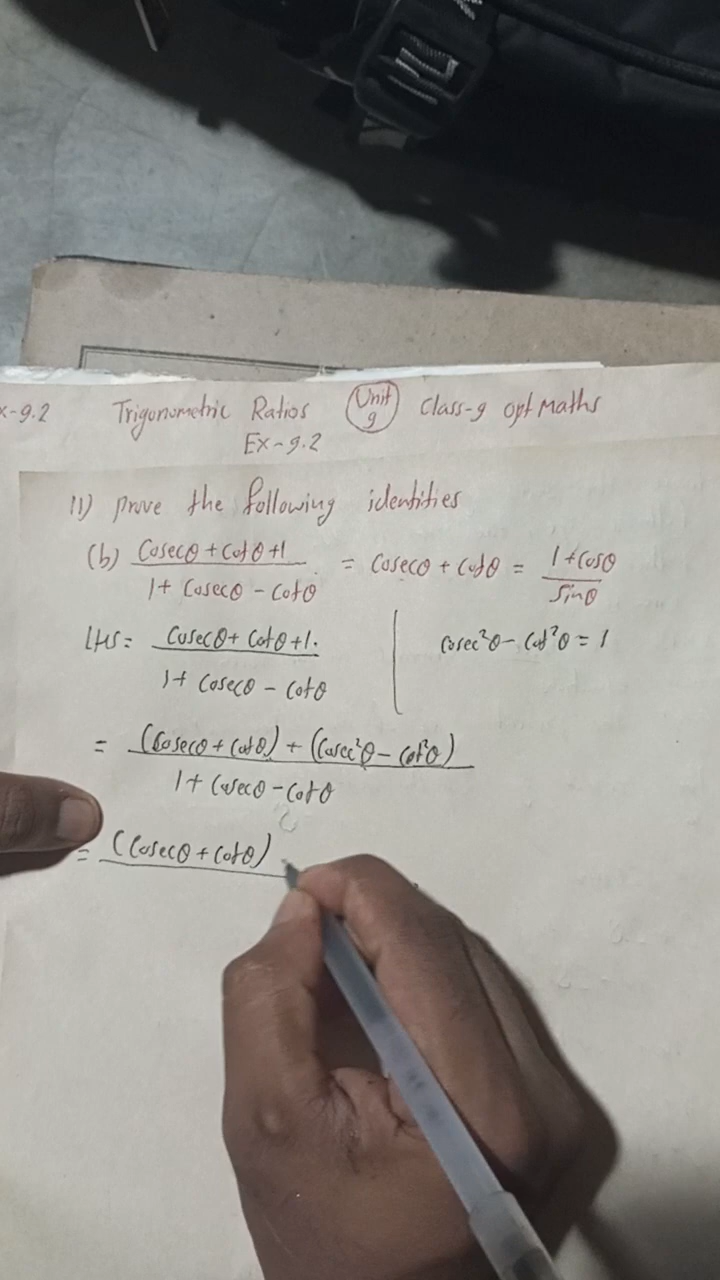 x-9.2 Trigonometric Ratios Unit 9 Class-9 opt Maths
Ex-9.2
11) prove the following identities
(b) Cosecθ + Cotθ +1 / 1+ Cosecθ - Cotθ = Cosecθ + Cotθ = 1+Cosθ / Sinθ
LHS = Cosecθ + Cotθ +1. / 1+ Cosecθ - Cotθ
Cosec²θ - Cot²θ = 1
= (Cosecθ + Cotθ) + (Cosec²θ - Cot²θ) / 1+ Cosecθ - Cotθ
= (Cosecθ + Cotθ)